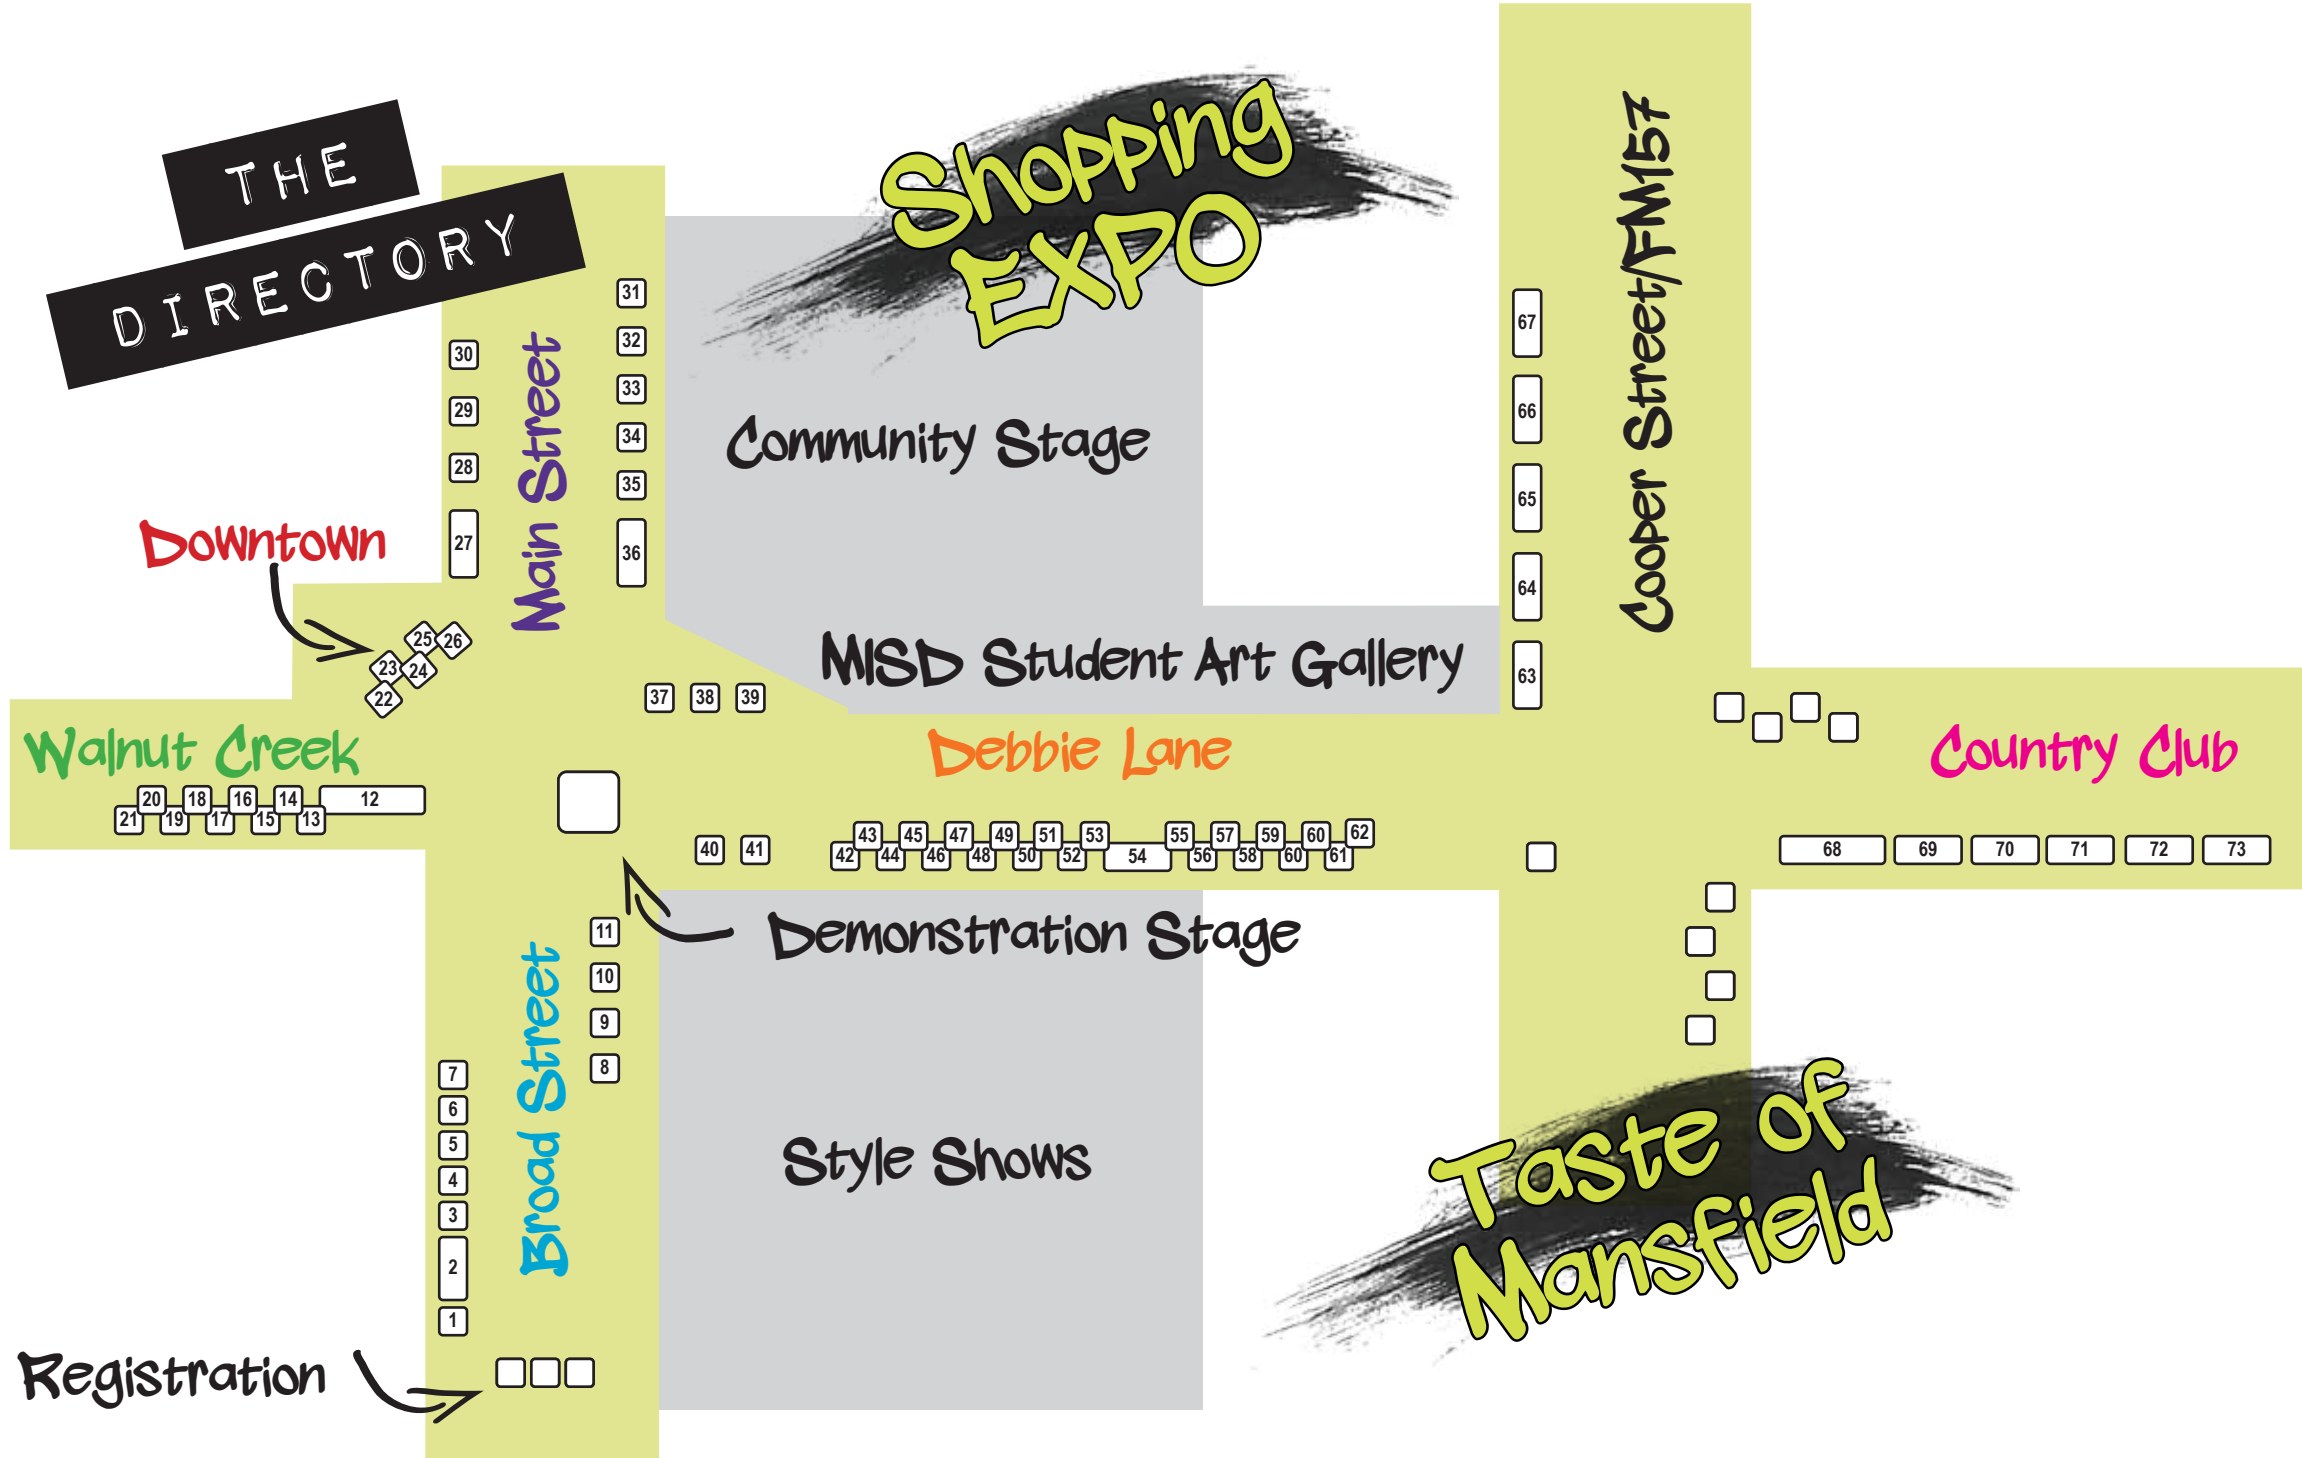 THE
DIRECTORY
Shopping
EXPO
Cooper Street/FM157
Main Street
31
32
33
34
35
36
30
29
28
27
Community Stage
67
66
65
64
63
Downtown
25 26
23 24
22
MISD Student Art Gallery
37 38 39
Walnut Creek
Debbie Lane
Country Club
20 18 16 14 12
21 19 17 15 13
40 41
43 45 47 49 51 53 55 57 59 60 62
42 44 46 48 50 52 54 56 58 60 61
68 69 70 71 72 73
Demonstration Stage
11
10
9
8
Broad Street
7
6
5
4
3
2
1
Style Shows
Taste of
Mansfield
Registration